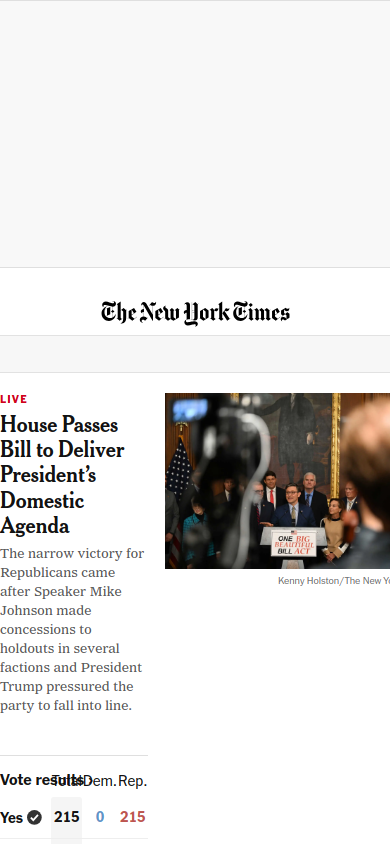 The New York Times
LIVE
House Passes
Bill to Deliver
President's
Domestic
Agenda
The narrow victory for
Republicans came
after Speaker Mike
Johnson made
concessions to
holdouts in several
factions and President
Trump pressured the
party to fall into line.
ONE BIG
BEAUTIFUL
BILL ACT
Kenny Holston/The New Yo
Vote results Total Dem. Rep.
Yes 215 0 215